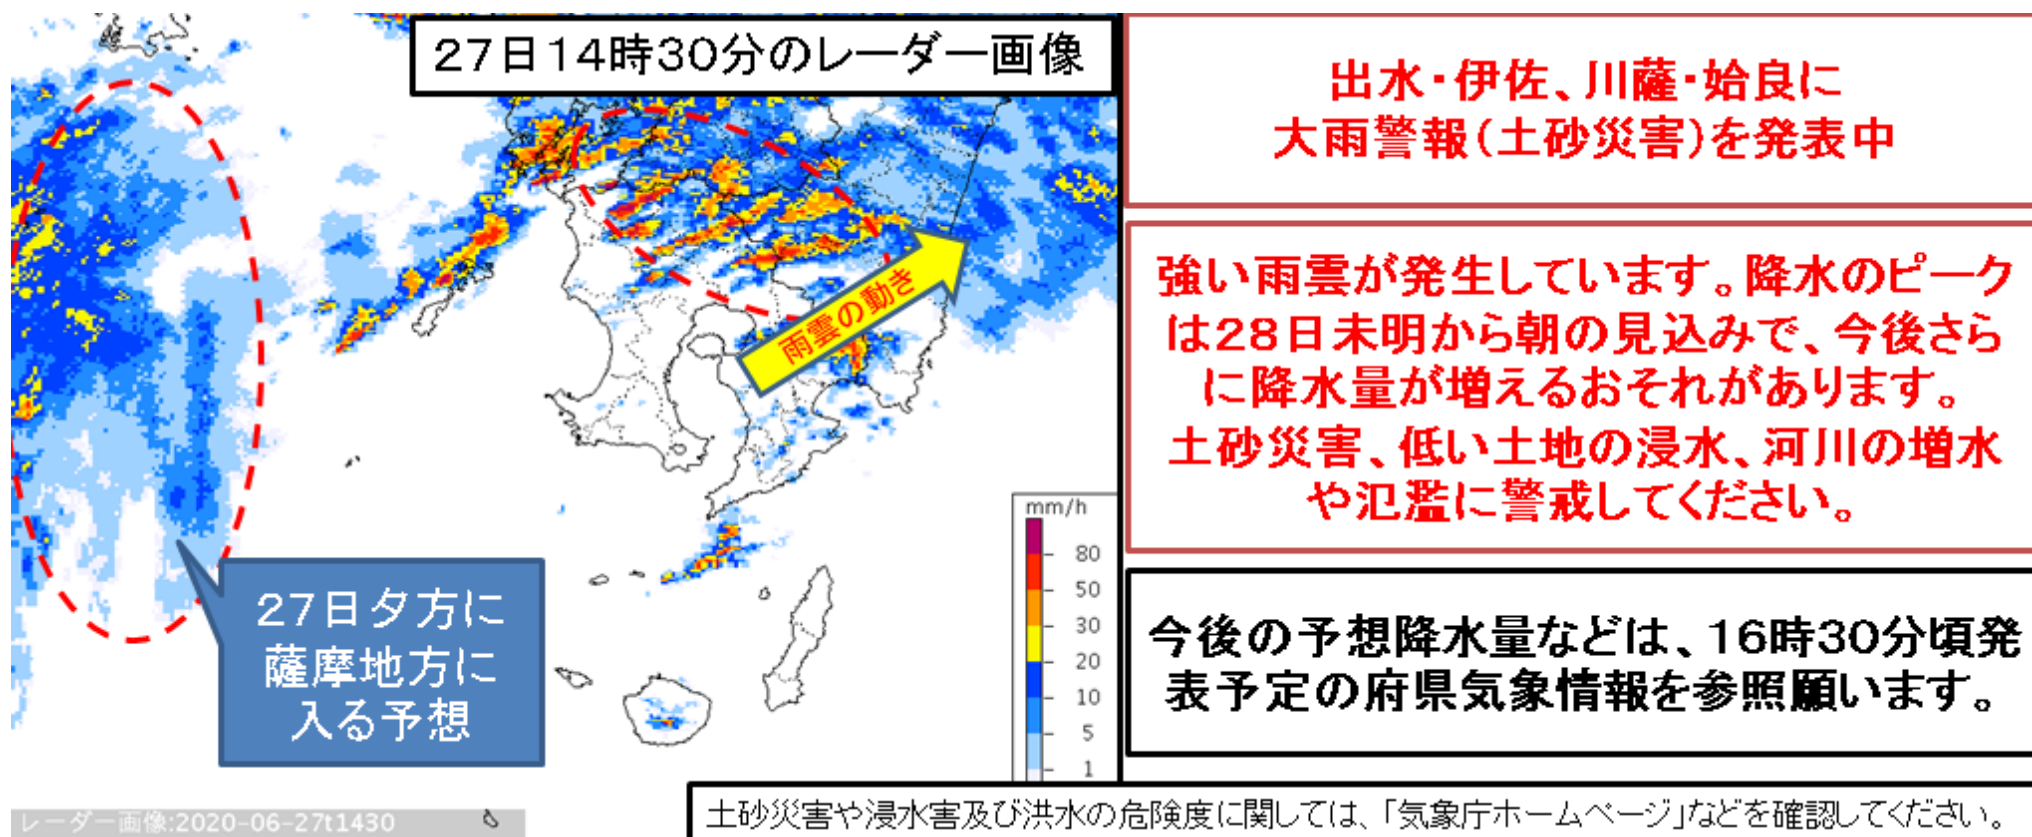 27日14時30分のレーダー画像
出水・伊佐、川薩・姶良に
大雨警報(土砂災害)を発表中
強い雨雲が発生しています。降水のピーク
は28日未明から朝の見込みで、今後さら
に降水量が増えるおそれがあります。
土砂災害、低い土地の浸水、河川の増水
や氾濫に警戒してください。
雨雲の動き
27日夕方に
薩摩地方に
入る予想
mm/h
80
50
30
20
10
5
1
今後の予想降水量などは、16時30分頃発
表予定の府県気象情報を参照願います。
土砂災害や浸水害及び洪水の危険度に関しては、「気象庁ホームページ」などを確認してください。
レーダー画像:2020-06-27t1430